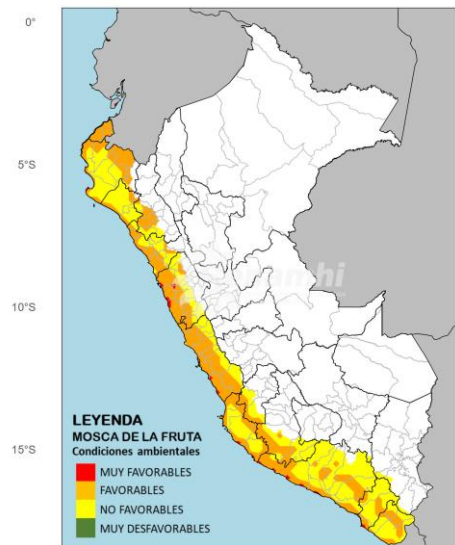 0°
5°S
10°S
15°S
LEYENDA
MOSCA DE LA FRUTA
Condiciones ambientales
MUY FAVORABLES
FAVORABLES
NO FAVORABLES
MUY DESFAVORABLES